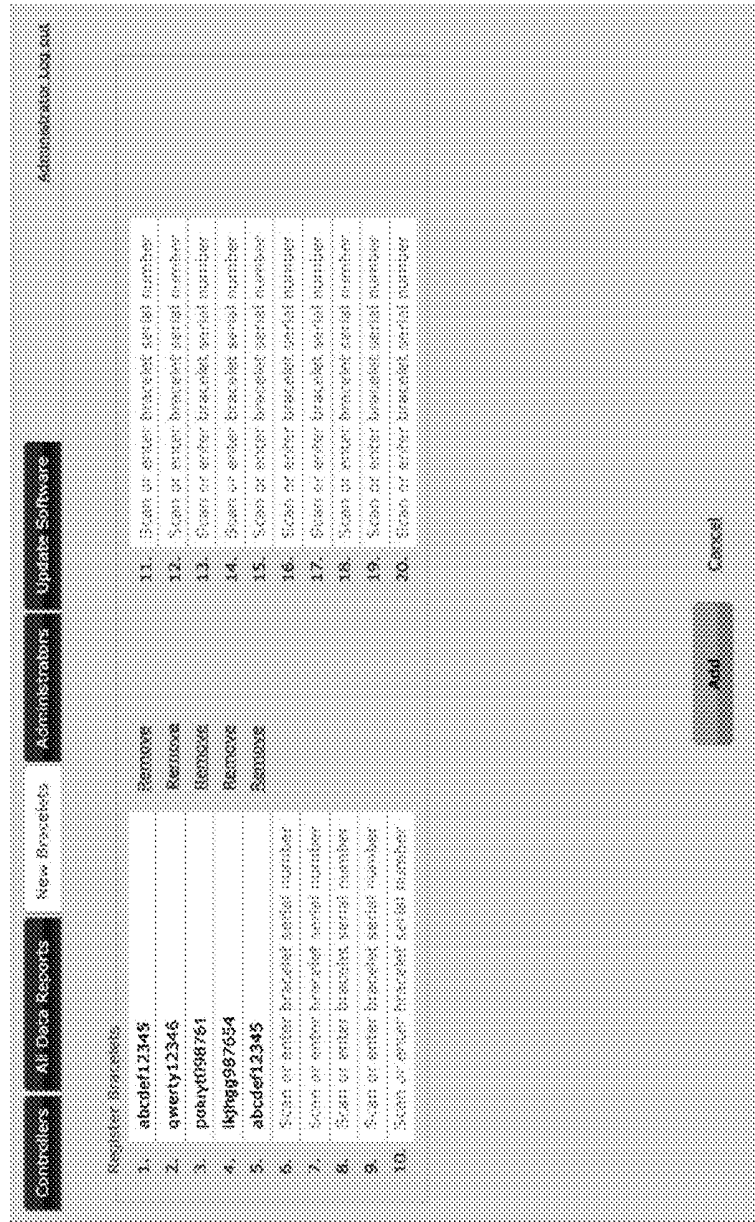 Administrator Log out
Controllers All Data Reports New Bracelets Administrators Update Software
Register Bracelets
1. abcdef12345 Remove
2. qwerty12346 Remove
3. Remove
4. lkjhgg987654 Remove
5. abcdef12345 Remove
6. Scan or enter bracelet serial number
7. Scan or enter bracelet serial number
8. Scan or enter bracelet serial number
9. Scan or enter bracelet serial number
10. Scan or enter bracelet serial number
11. Scan or enter bracelet serial number
12. Scan or enter bracelet serial number
13. Scan or enter bracelet serial number
14. Scan or enter bracelet serial number
15. Scan or enter bracelet serial number
16. Scan or enter bracelet serial number
17. Scan or enter bracelet serial number
18. Scan or enter bracelet serial number
19. Scan or enter bracelet serial number
20. Scan or enter bracelet serial number
Add Cancel